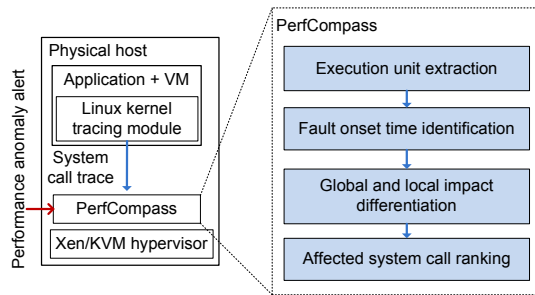 Performance anomaly alert
Physical host
Application + VM
Linux kernel
tracing module
System
call trace
PerfCompass
Xen/KVM hypervisor
PerfCompass
Execution unit extraction
Fault onset time identification
Global and local impact
differentiation
Affected system call ranking